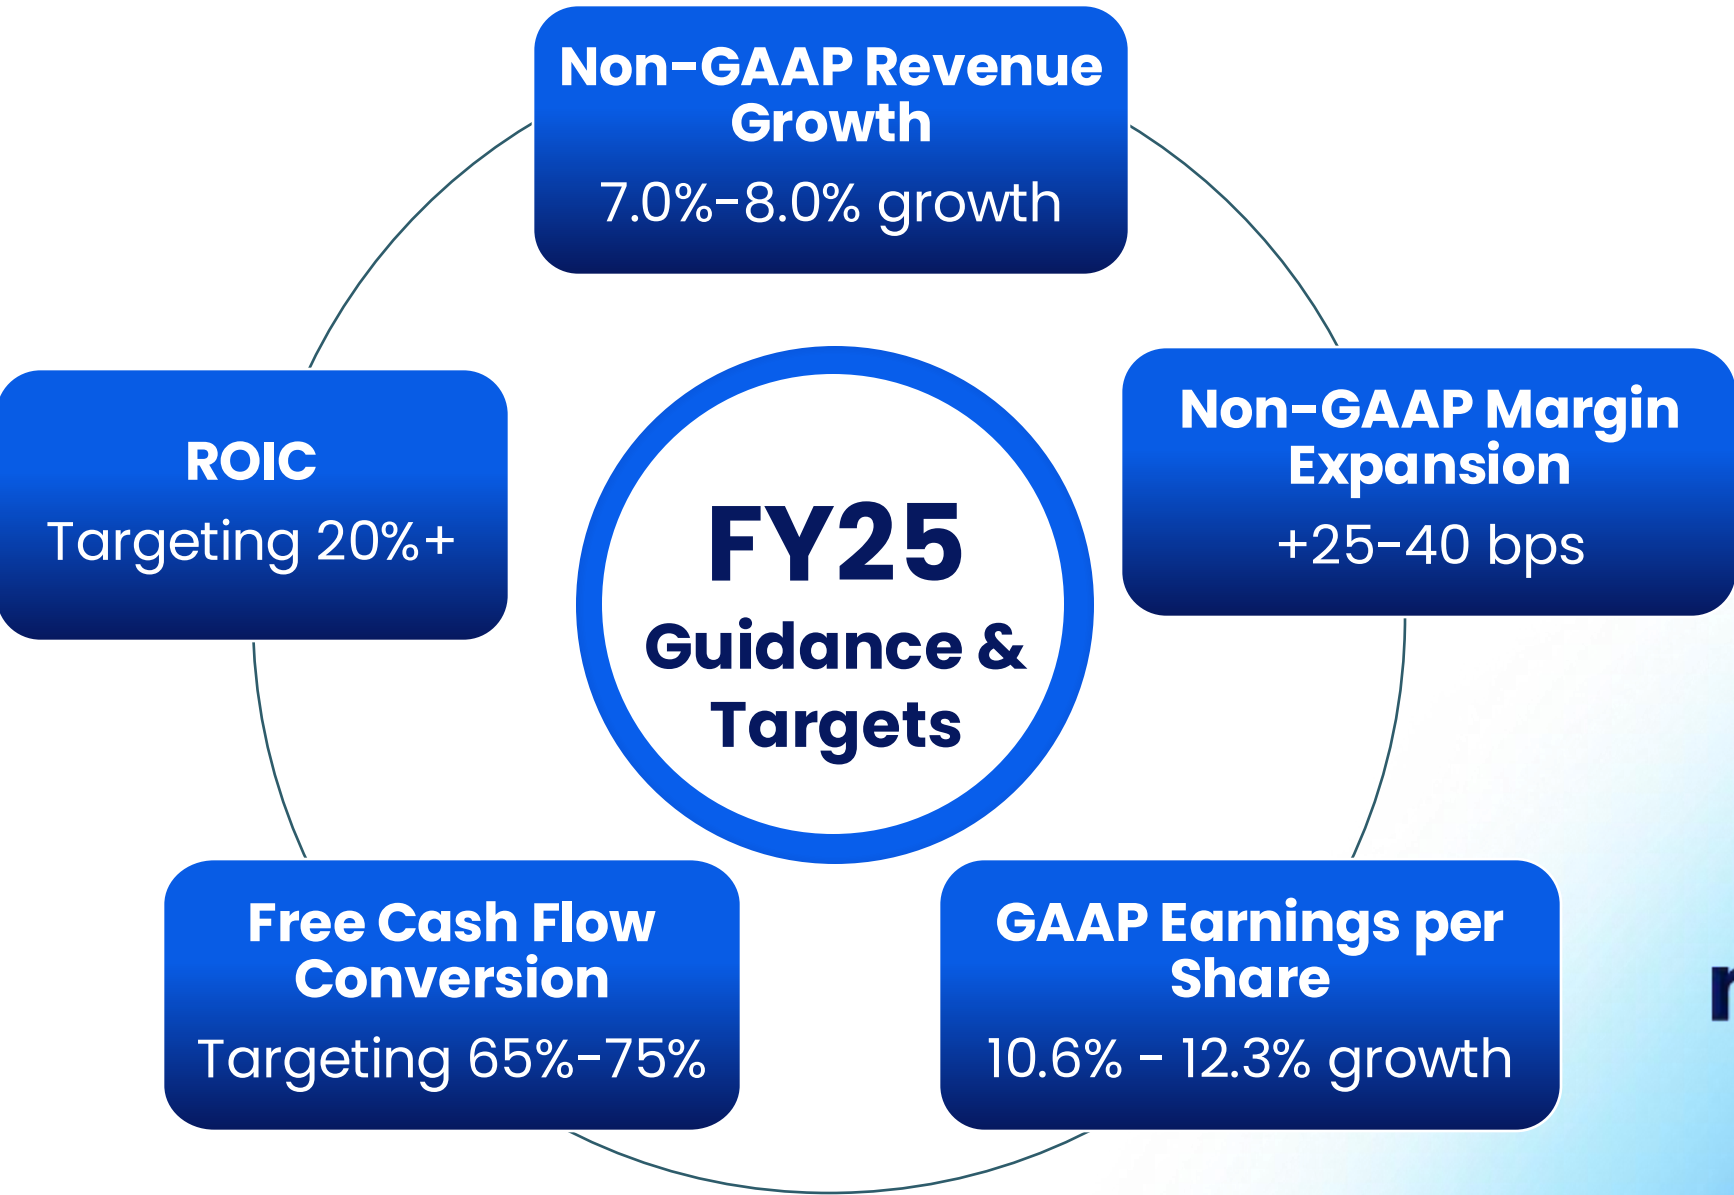 Non-GAAP Revenue
Growth
7.0%-8.0% growth
Non-GAAP Margin
Expansion
+25-40 bps
ROIC
Targeting 20%+
FY25
Guidance &
Targets
GAAP Earnings per
Share
10.6% - 12.3% growth
Free Cash Flow
Conversion
Targeting 65%-75%